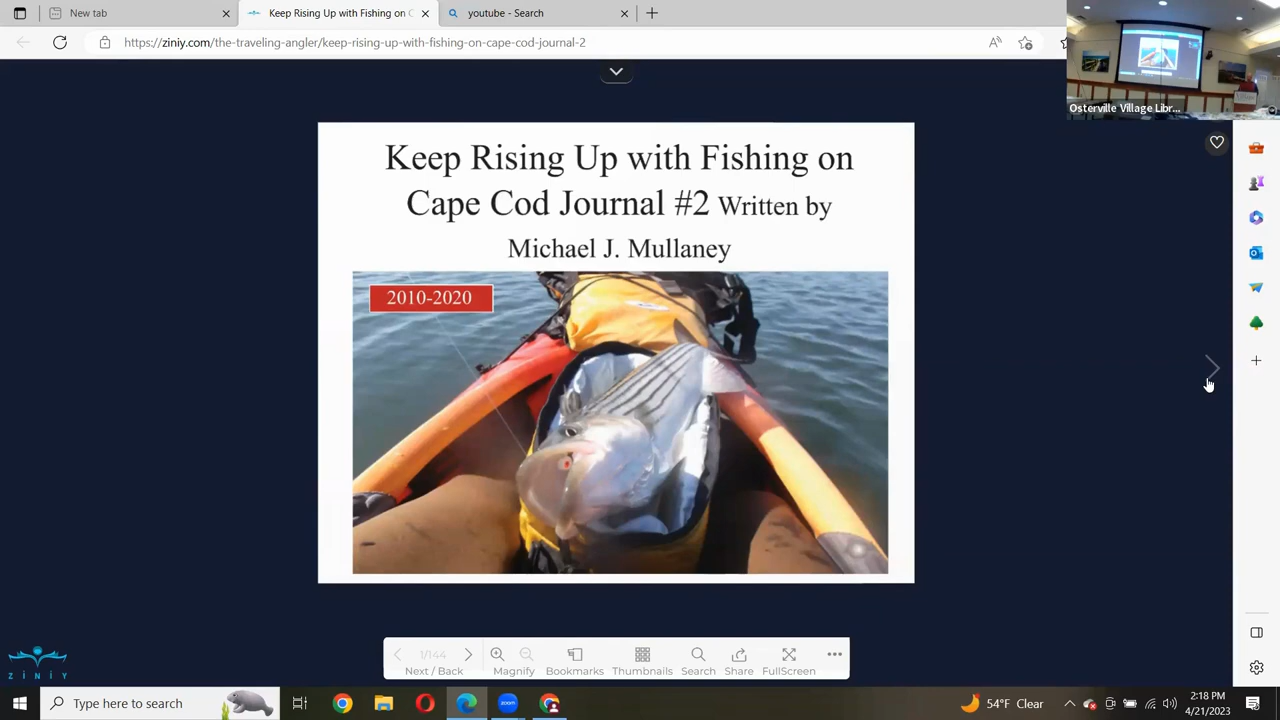 New tab
Keep Rising Up with Fishing on C
youtube - Search
https://ziniy.com/the-traveling-angler/keep-rising-up-with-fishing-on-cape-cod-journal-2
Osterville Village Libr...
Keep Rising Up with Fishing on
Cape Cod Journal #2 Written by
Michael J. Mullaney
2010-2020
1/144
Next / Back
Magnify
Bookmarks
Thumbnails
Search
Share
FullScreen
ZINIY
Type here to search
zoom
54°F Clear
2:18 PM
4/21/2023